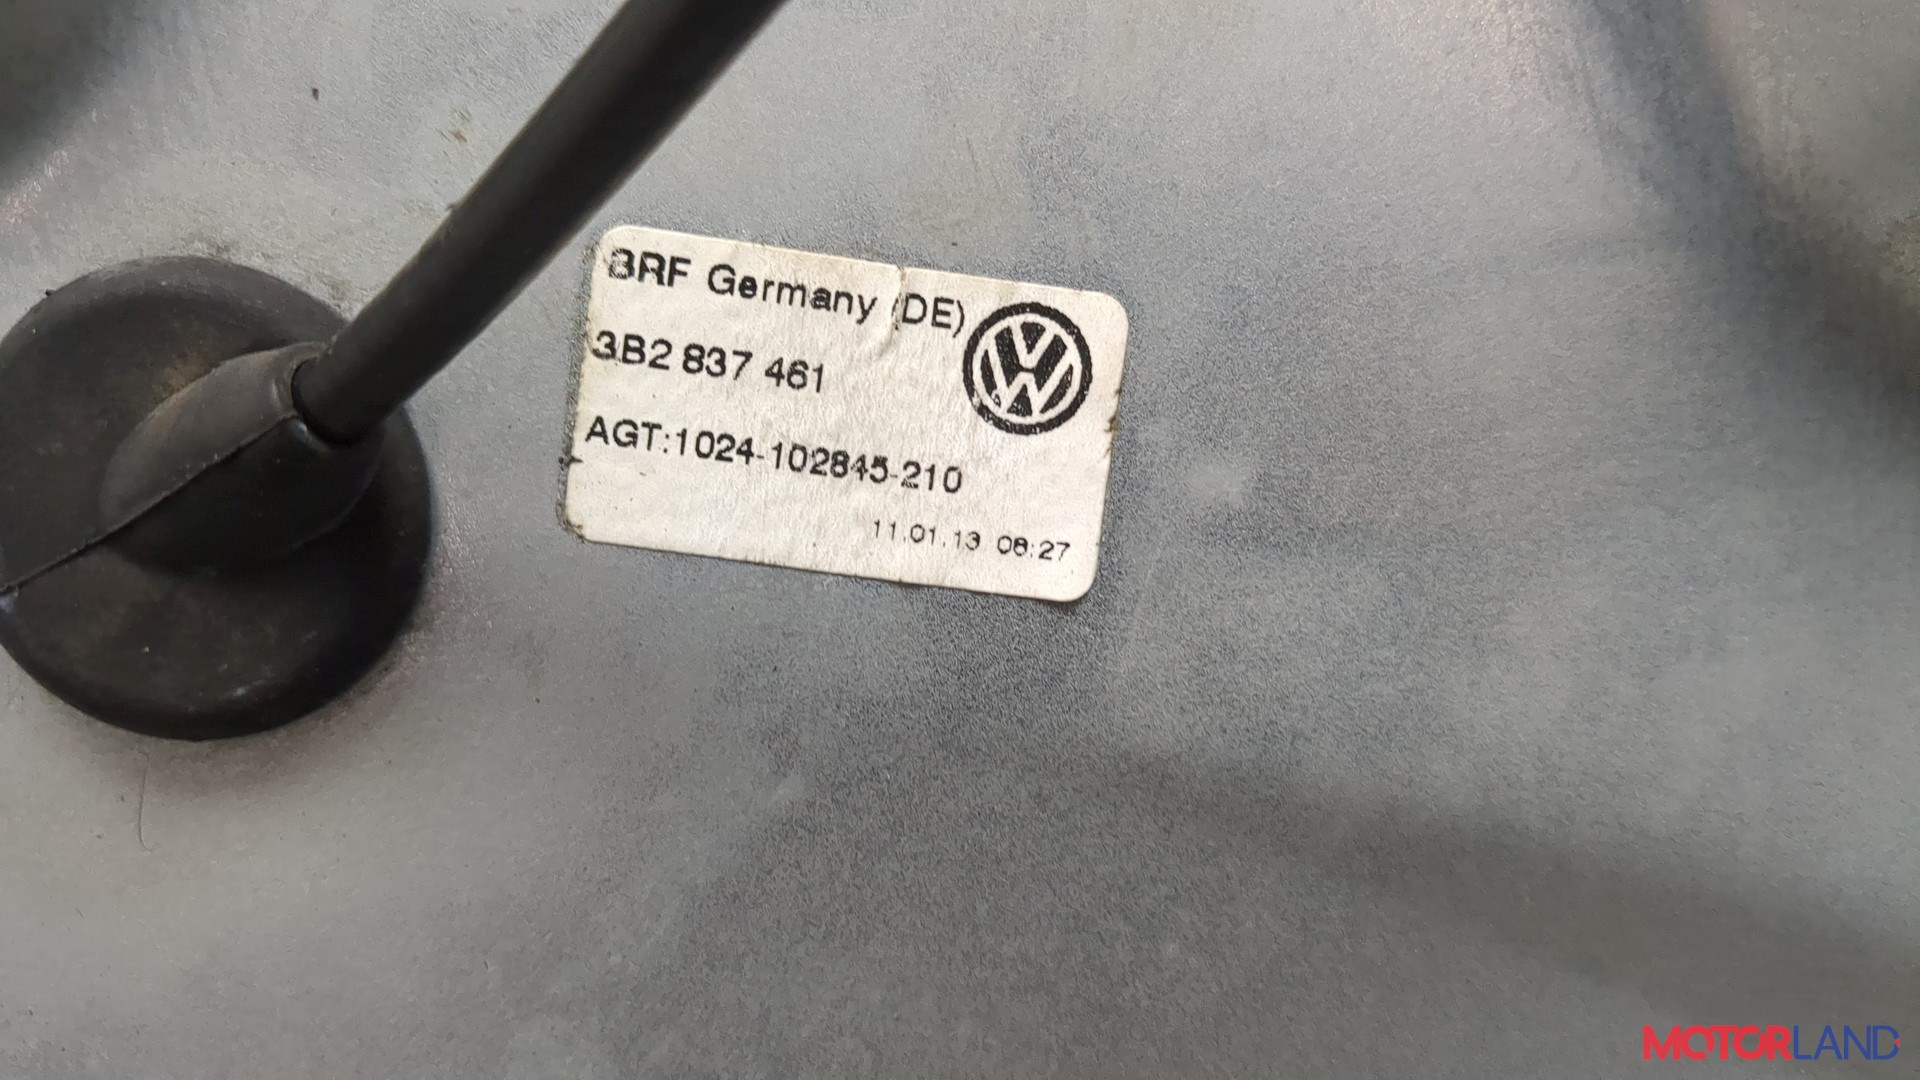 BRF Germany (DE)
3B2 837 461
AGT:1024-102845-210
11.01.13 08:27
MOTORLAND